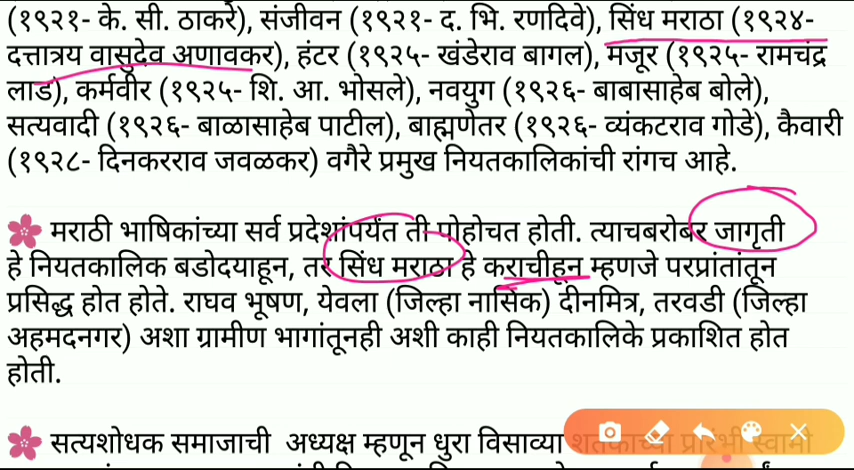 (१९२१- के. सी. ठाकरे), संजीवन (१९२१- द. भि. रणदिवे), सिंध मराठा (१९२४-
दत्तात्रय वासुदेव अणावकर), हंटर (१९२५- खंडेराव बागल), मजूर (१९२५- रामचंद्र
लाड), कर्मवीर (१९२५- शि. आ. भोसले), नवयुग (१९२६- बाबासाहेब बोले),
सत्यवादी (१९२६- बाळासाहेब पाटील), बाह्मणेतर (१९२६- व्यंकटराव गोडे), कैवारी
(१९२८- दिनकरराव जवळकर) वगैरे प्रमुख नियतकालिकांची रांगच आहे.
मराठी भाषिकांच्या सर्व प्रदेशांपर्यंत ती पोहोचत होती. त्याचबरोबर जागृती
हे नियतकालिक बडोदयाहून, तर सिंध मराठा हे कराचीहून म्हणजे परप्रांतांतून
प्रसिद्ध होत होते. राघव भूषण, येवला (जिल्हा नासिक) दीनमित्र, तरवडी (जिल्हा
अहमदनगर) अशा ग्रामीण भागांतूनही अशी काही नियतकालिके प्रकाशित होत
होती.
सत्यशोधक समाजाची अध्यक्ष म्हणून धुरा विसाव्या शतकाच्या प्रारंभी स्वामी